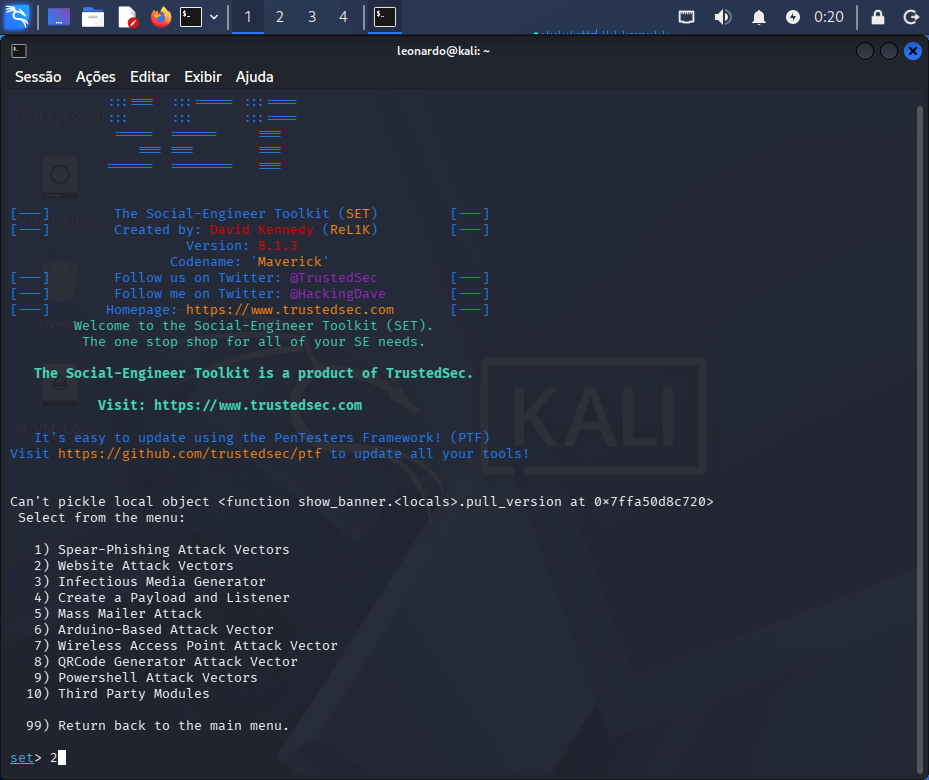 1 2 3 4 0:20
leonardo@kali: ~
Sessão Ações Editar Exibir Ajuda
[---] The Social-Engineer Toolkit (SET) [---]
[---] Created by: David Kennedy (ReL1K) [---]
Version: 8.1.3
Codename: 'Maverick'
[---] Follow us on Twitter: @TrustedSec [---]
[---] Follow me on Twitter: @HackingDave [---]
[---] Homepage: https://www.trustedsec.com [---]
Welcome to the Social-Engineer Toolkit (SET).
The one stop shop for all of your SE needs.
The Social-Engineer Toolkit is a product of TrustedSec.
Visit: https://www.trustedsec.com
It's easy to update using the PenTesters Framework! (PTF)
Visit https://github.com/trustedsec/ptf to update all your tools!
KALI
Can't pickle local object <function show_banner.<locals>.pull_version at 0x7ffa50d8c720>
Select from the menu:
1) Spear-Phishing Attack Vectors
2) Website Attack Vectors
3) Infectious Media Generator
4) Create a Payload and Listener
5) Mass Mailer Attack
6) Arduino-Based Attack Vector
7) Wireless Access Point Attack Vector
8) QRCode Generator Attack Vector
9) Powershell Attack Vectors
10) Third Party Modules
99) Return back to the main menu.
set> 2